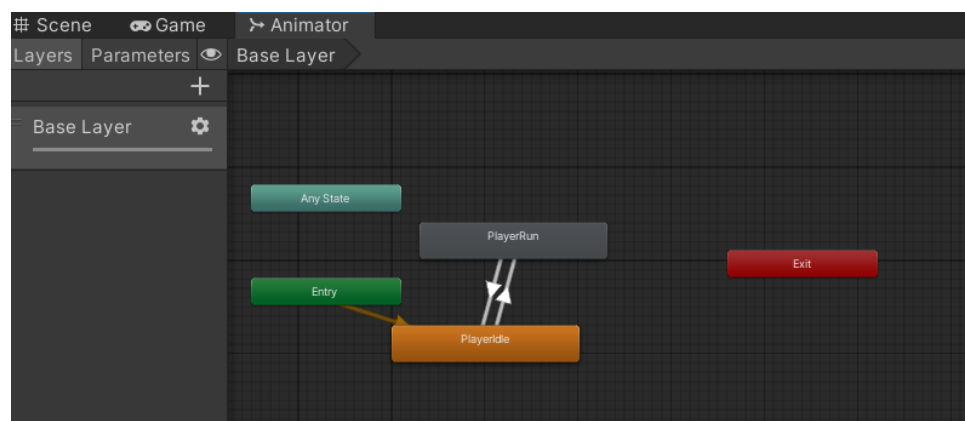 Scene Game Animator
Layers Parameters Base Layer
Base Layer
Any State
PlayerRun
Exit
Entry
PlayerIdle